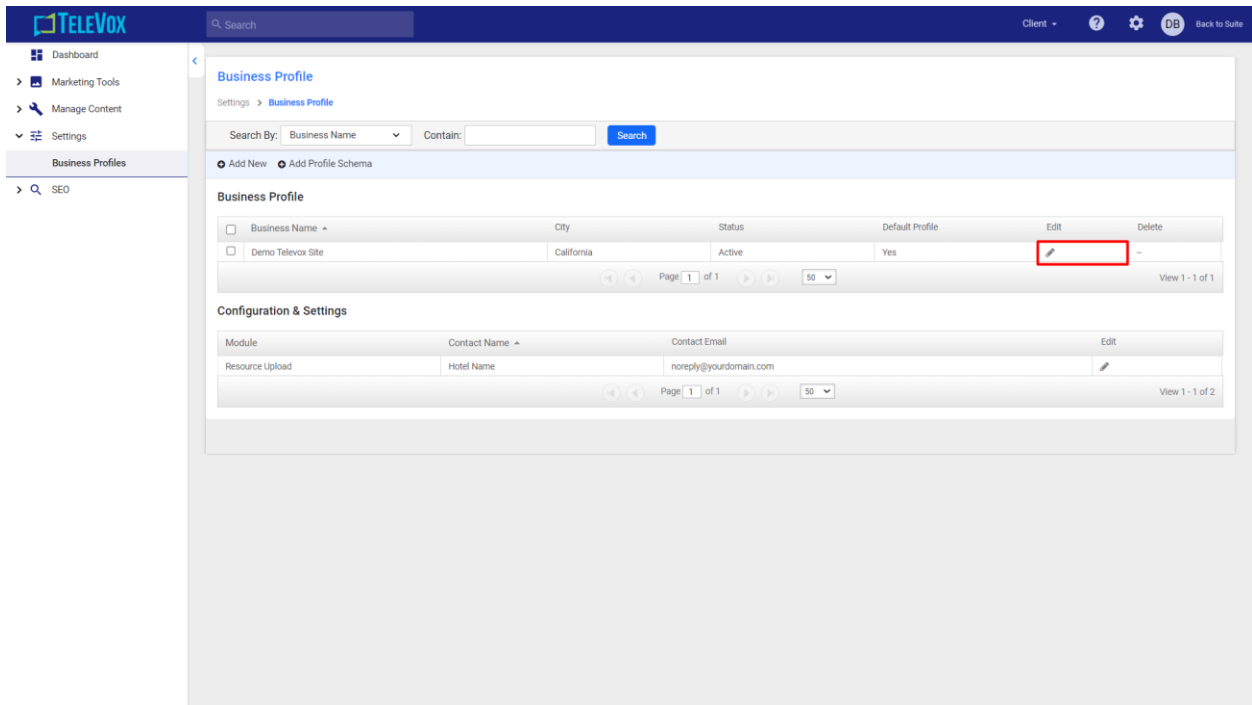 TELEVOX
Search
Client
?
DB
Back to Suite
Dashboard
Marketing Tools
Manage Content
Settings
Business Profiles
SEO
Business Profile
Settings > Business Profile
Search By: Business Name Contain: Search
Add New Add Profile Schema
Business Profile
Business Name City Status Default Profile Edit Delete
Demo Televox Site California Active Yes --
Page 1 of 1 50 View 1 - 1 of 1
Configuration & Settings
Module Contact Name Contact Email Edit
Resource Upload Hotel Name noreply@yourdomain.com
Page 1 of 1 50 View 1 - 1 of 2